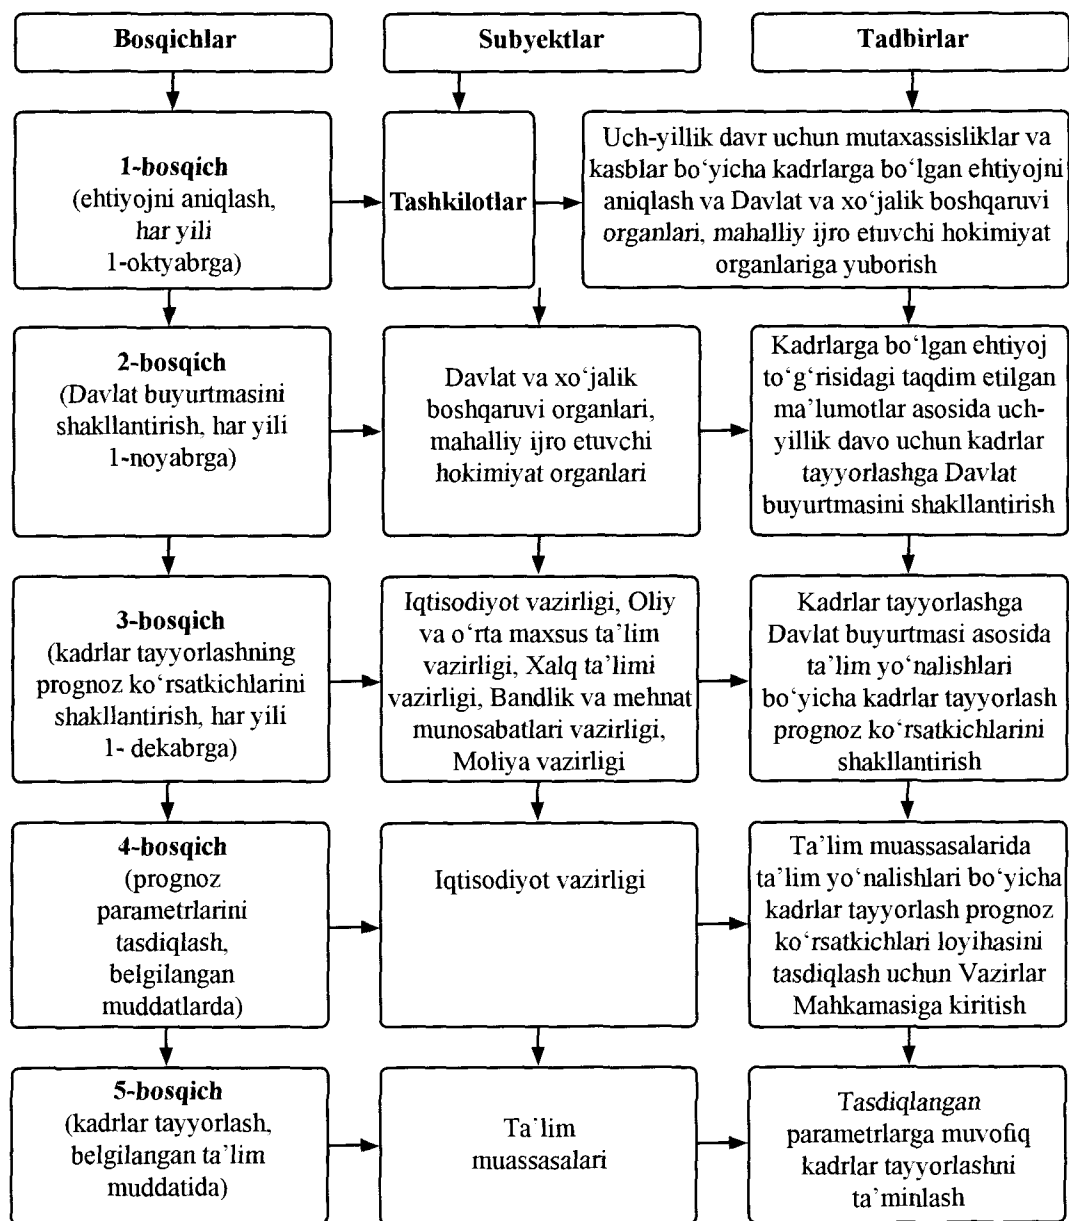 Bosqichlar
Subyektlar
Tadbirlar
1-bosqich
(ehtiyojni aniqlash,
har yili
1-oktyabrga)
Tashkilotlar
Uch-yillik davr uchun mutaxassisliklar va
kasblar bo‘yicha kadrlarga bo‘lgan ehtiyojni
aniqlash va Davlat va xo‘jalik boshqaruvi
organlari, mahalliy ijro etuvchi hokimiyat
organlariga yuborish
2-bosqich
(Davlat buyurtmasini
shakllantirish, har yili
1-noyabrga)
Davlat va xo‘jalik
boshqaruvi organlari,
mahalliy ijro etuvchi
hokimiyat organlari
Kadrlarga bo‘lgan ehtiyoj
to‘g‘risidagi taqdim etilgan
ma’lumotlar asosida uch-
yillik davo uchun kadrlar
tayyorlashga Davlat
buyurtmasini shakllantirish
3-bosqich
(kadrlar tayyorlashning
prognoz ko‘rsatkichlarini
shakllantirish, har yili
1- dekabrga)
Iqtisodiyot vazirligi, Oliy
va o‘rta maxsus ta’lim
vazirligi, Xalq ta’limi
vazirligi, Bandlik va mehnat
munosabatlari vazirligi,
Moliya vazirligi
Kadrlar tayyorlashga
Davlat buyurtmasi asosida
ta’lim yo‘nalishlari
bo‘yicha kadrlar tayyorlash
prognoz ko‘rsatkichlarini
shakllantirish
4-bosqich
(prognoz
parametrlarini
tasdiqlash,
belgilangan
muddatlarda)
Iqtisodiyot vazirligi
Ta’lim muassasalarida
ta’lim yo‘nalishlari bo‘yicha
kadrlar tayyorlash prognoz
ko‘rsatkichlari loyihasini
tasdiqlash uchun Vazirlar
Mahkamasiga kiritish
5-bosqich
(kadrlar tayyorlash,
belgilangan ta’lim
muddatida)
Ta’lim
muassasalari
Tasdiqlangan
parametrlarga muvofiq
kadrlar tayyorlashni
ta’minlash